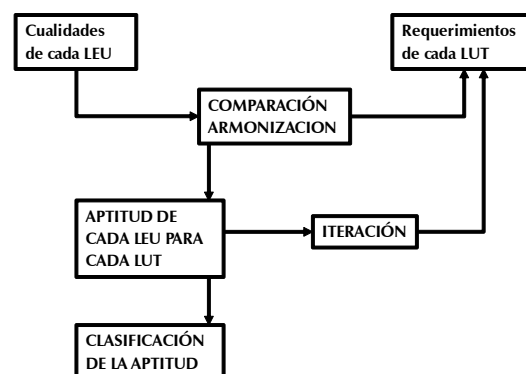 Cualidades
de cada LEU
Requerimientos
de cada LUT
COMPARACIÓN
ARMONIZACION
APTITUD DE
CADA LEU PARA
CADA LUT
ITERACIÓN
CLASIFICACIÓN
DE LA APTITUD